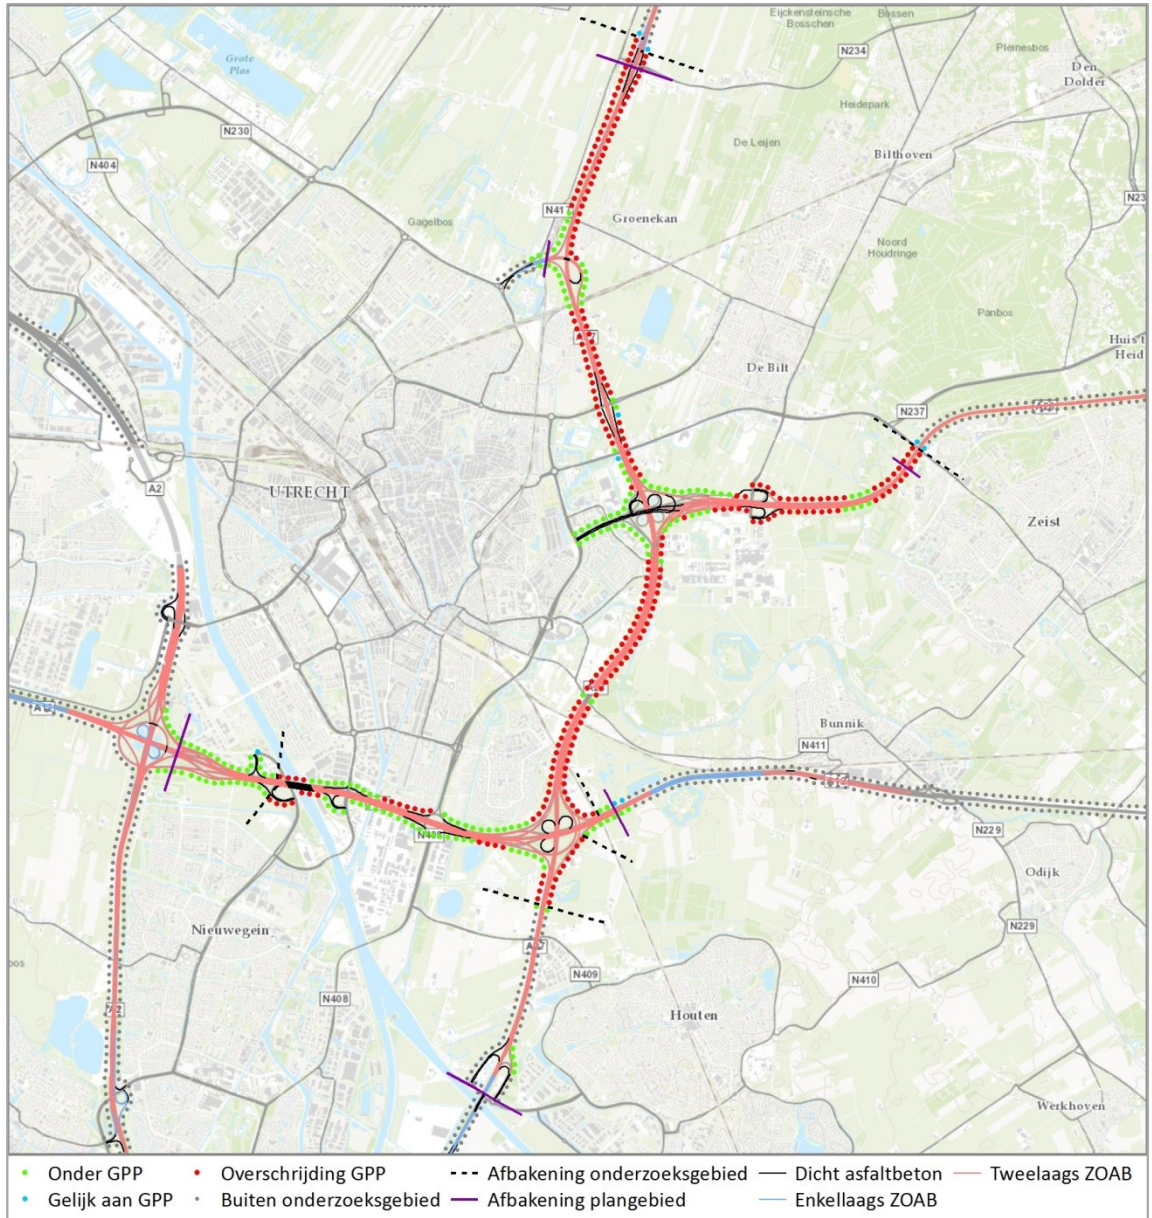 Eijckensteinsche
Bosschen
Bossen
Grote
Plas
N234
Pleinesbos
Den
Dolder
Heidepark
N230
N404
De Leijen
Bilthoven
N23
Gagelbos
N417
Groenekan
Noord
Houdringe
Panbos
Huis t
Heid
De Bilt
N237
A2
UTRECHT
Zeist
A12
Bunnik
N411
N408
N229
Odijk
Nieuwegein
N229
N409
N410
N408
A2
Houten
Werkhoven
Onder GPP
Overschrijding GPP
Afbakening onderzoeksgebied
Dicht asfaltbeton
Tweelaags ZOAB
Gelijk aan GPP
Buiten onderzoeksgebied
Afbakening plangebied
Enkellaags ZOAB